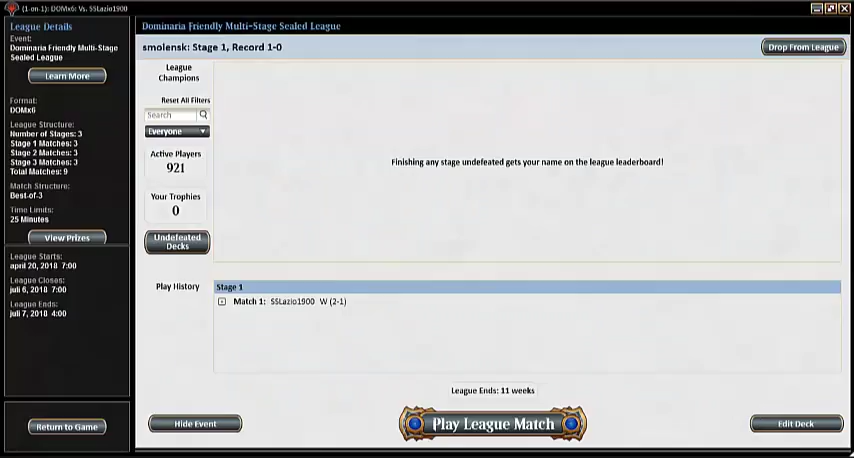 (1-on-1): DOMx6: Vs. SSLazio1900
League Details
Event:
Dominaria Friendly Multi-Stage
Sealed League
Learn More
Format:
DOMx6
League Structure:
Number of Stages: 3
Stage 1 Matches: 3
Stage 2 Matches: 3
Stage 3 Matches: 3
Total Matches: 9
Match Structure:
Best-of-3
Time Limits:
25 Minutes
View Prizes
League Starts:
april 20, 2018 7:00
League Closes:
juli 6, 2018 7:00
League Ends:
juli 7, 2018 4:00
Return to Game
Dominaria Friendly Multi-Stage Sealed League
smolensk: Stage 1, Record 1-0
Drop From League
League
Champions
Reset All Filters
Search
Everyone
Active Players
921
Your Trophies
0
Undefeated
Decks
Finishing any stage undefeated gets your name on the league leaderboard!
Play History
Stage 1
Match 1: SSLazio1900 W (2-1)
League Ends: 11 weeks
Hide Event
Play League Match
Edit Deck